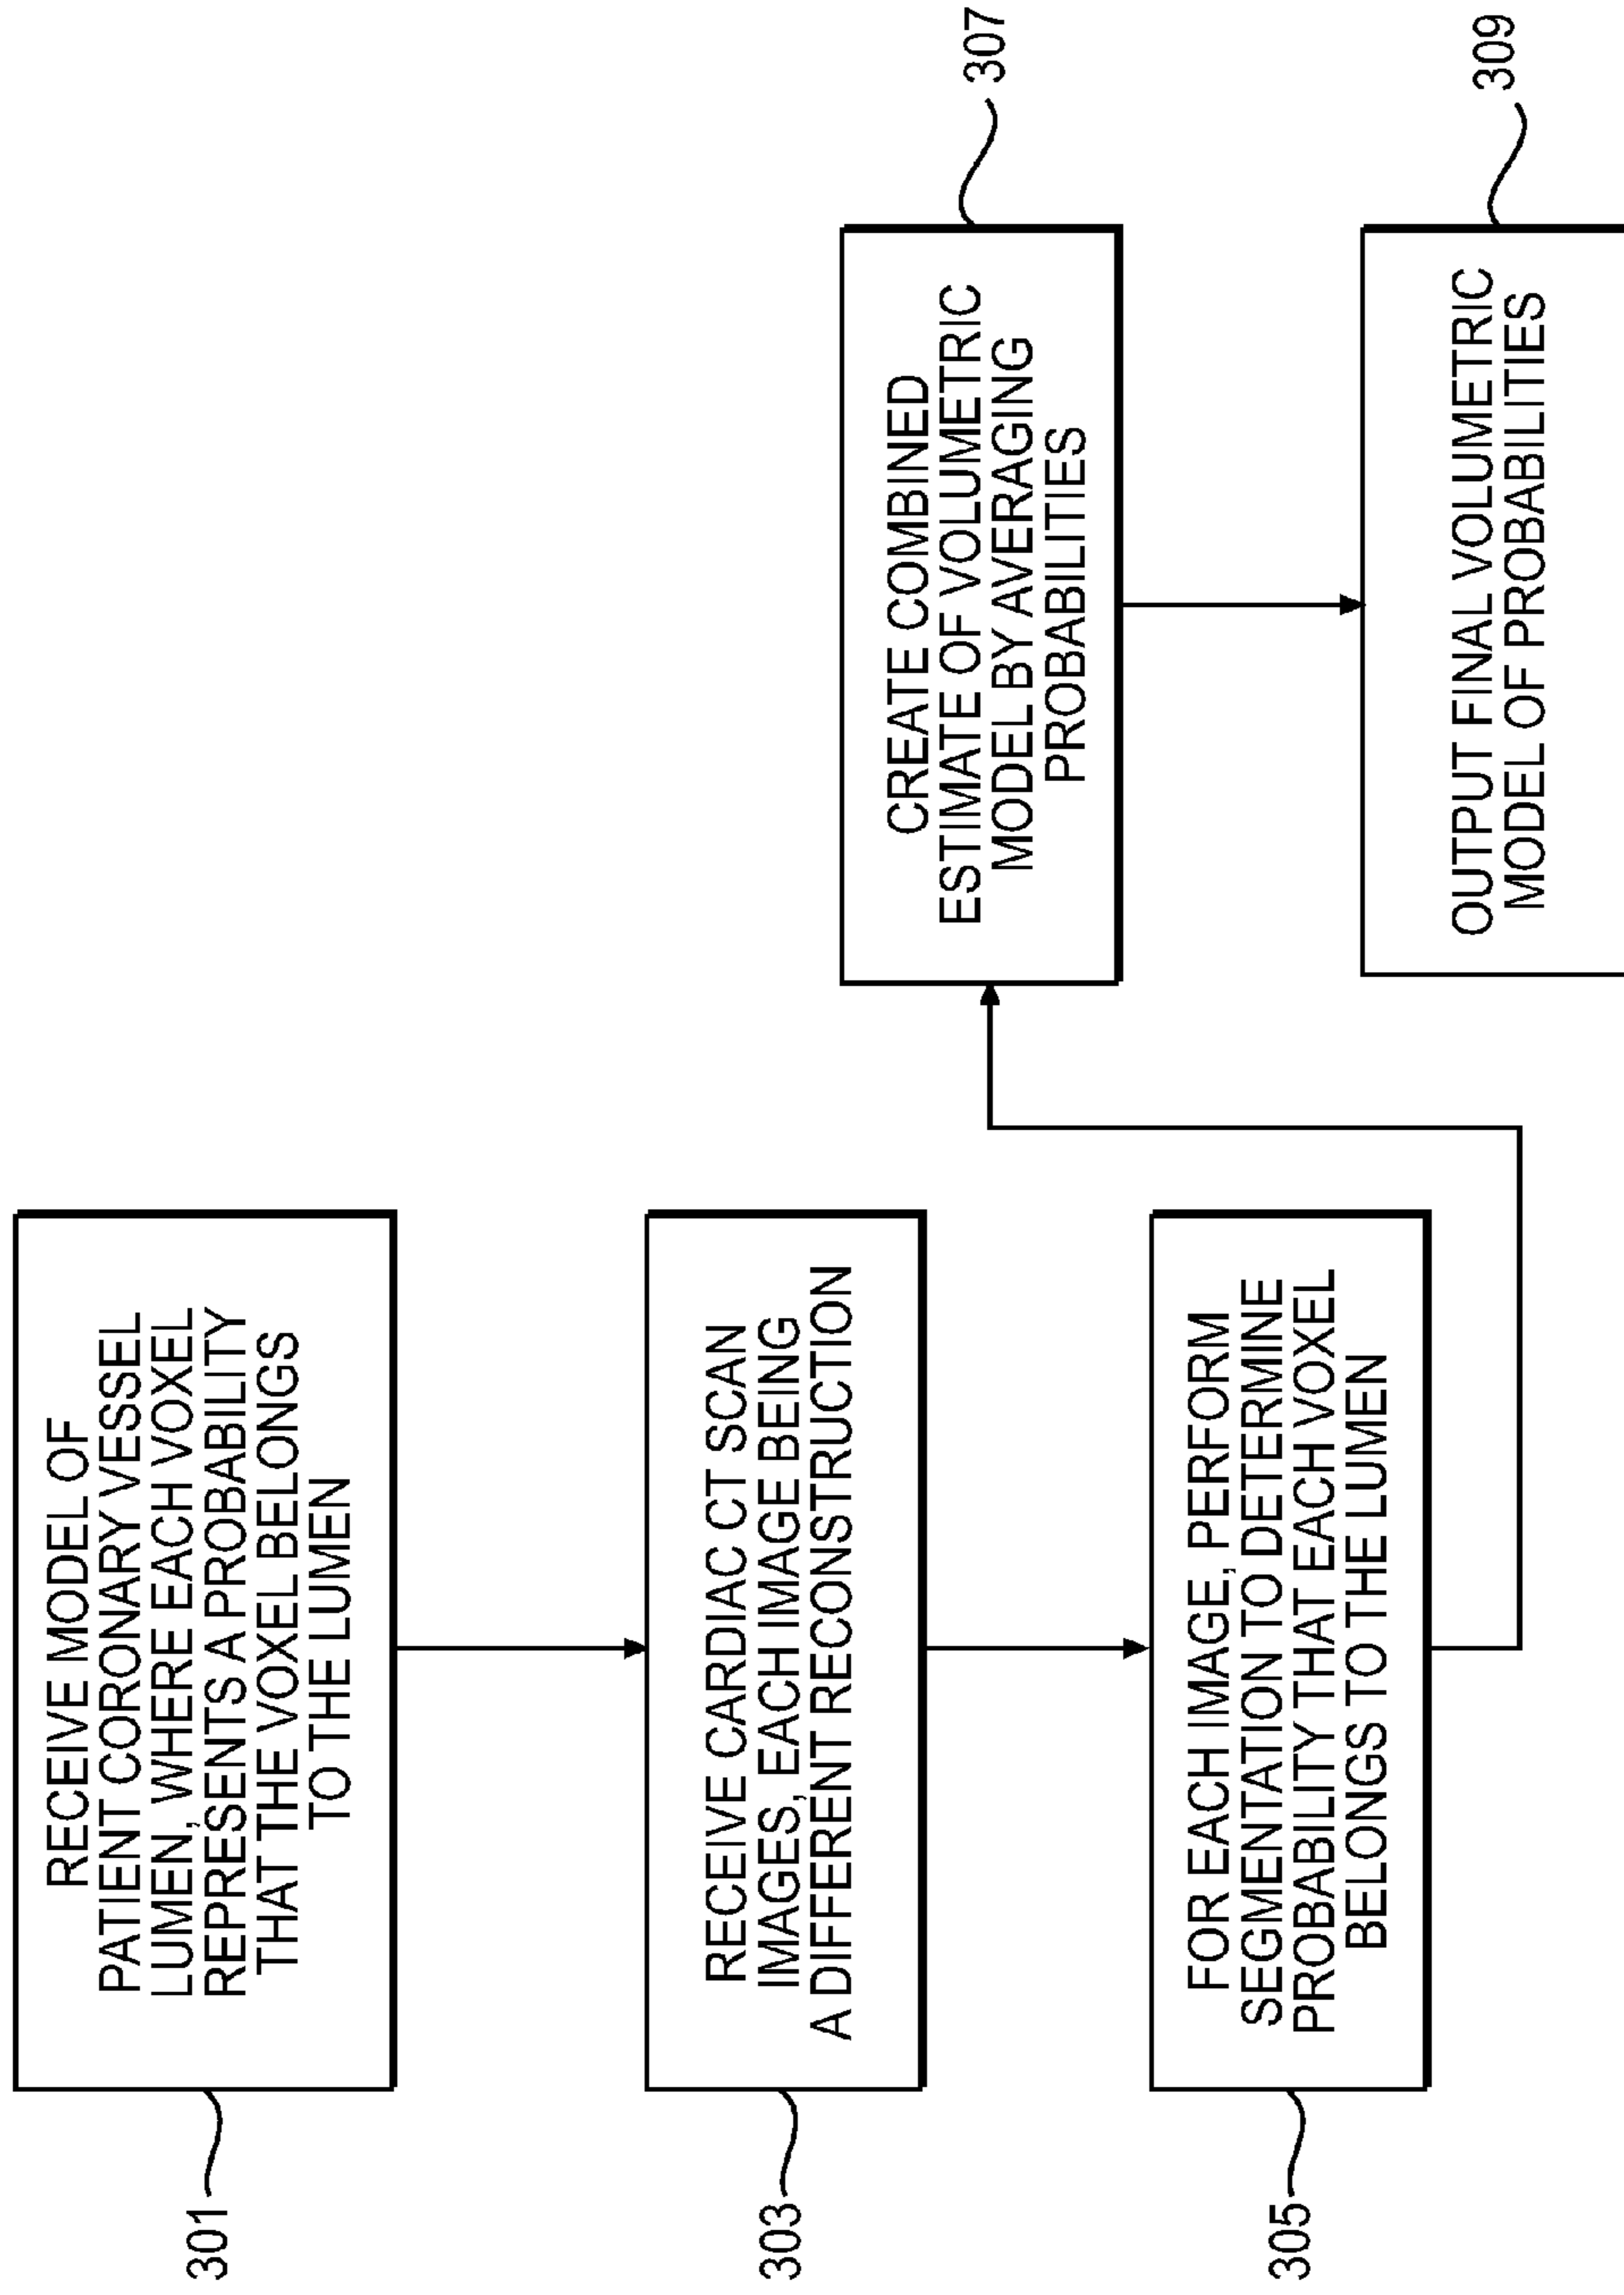 301
RECEIVE MODEL OF
PATIENT CORONARY VESSEL
LUMEN, WHERE EACH VOXEL
REPRESENTS A PROBABILITY
THAT THE VOXEL BELONGS
TO THE LUMEN
303
RECEIVE CARDIAC CT SCAN
IMAGES, EACH IMAGE BEING
A DIFFERENT RECONSTRUCTION
305
FOR EACH IMAGE, PERFORM
SEGMENTATION TO DETERMINE
PROBABILITY THAT EACH VOXEL
BELONGS TO THE LUMEN
307
CREATE COMBINED
ESTIMATE OF VOLUMETRIC
MODEL BY AVERAGING
PROBABILITIES
309
OUTPUT FINAL VOLUMETRIC
MODEL OF PROBABILITIES